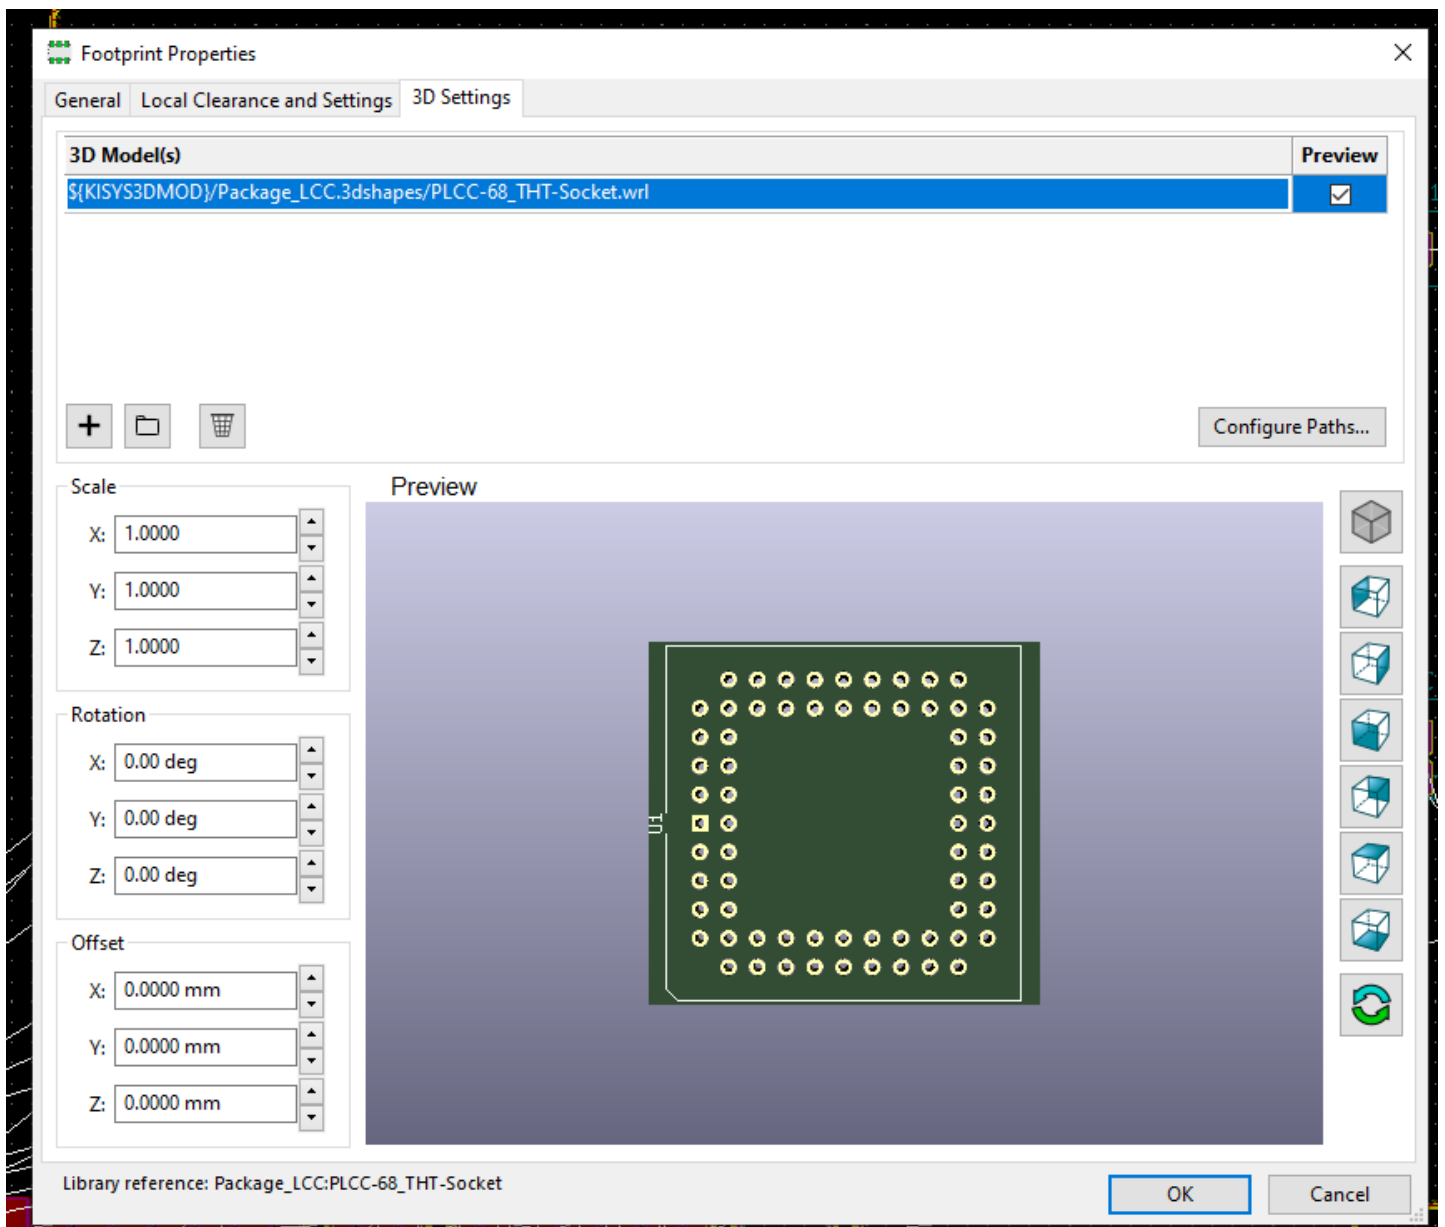 Footprint Properties
General Local Clearance and Settings 3D Settings
3D Model(s) Preview
${KISYS3DMOD}/Package_LCC.3dshapes/PLCC-68_THT-Socket.wrl
Configure Paths...
Scale
X: 1.0000
Y: 1.0000
Z: 1.0000
Rotation
X: 0.00 deg
Y: 0.00 deg
Z: 0.00 deg
Offset
X: 0.0000 mm
Y: 0.0000 mm
Z: 0.0000 mm
Preview
U1
Library reference: Package_LCC:PLCC-68_THT-Socket
OK Cancel